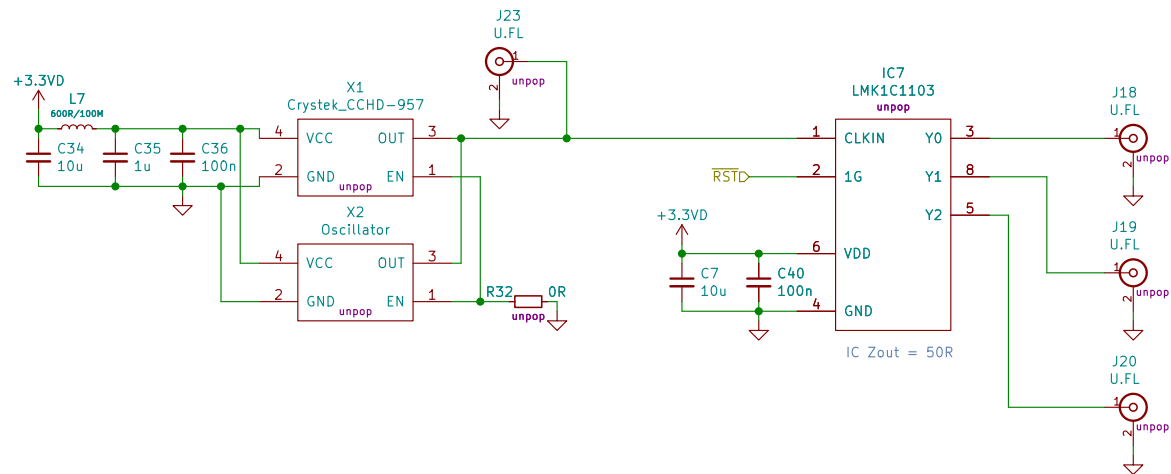 J23
U.FL
1
2
unpop
+3.3VD
L7
600R/100M
C34
10u
C35
1u
C36
100n
X1
Crystek_CCHD-957
4
VCC
OUT
3
2
GND
EN
1
unpop
X2
Oscillator
4
VCC
OUT
3
2
GND
EN
1
unpop
R32
0R
unpop
IC7
LMK1C1103
unpop
1
CLKIN
Y0
3
RST
2
1G
Y1
8
Y2
5
+3.3VD
6
VDD
C7
10u
C40
100n
4
GND
IC Zout = 50R
J18
U.FL
1
2
unpop
J19
U.FL
1
2
unpop
J20
U.FL
1
2
unpop